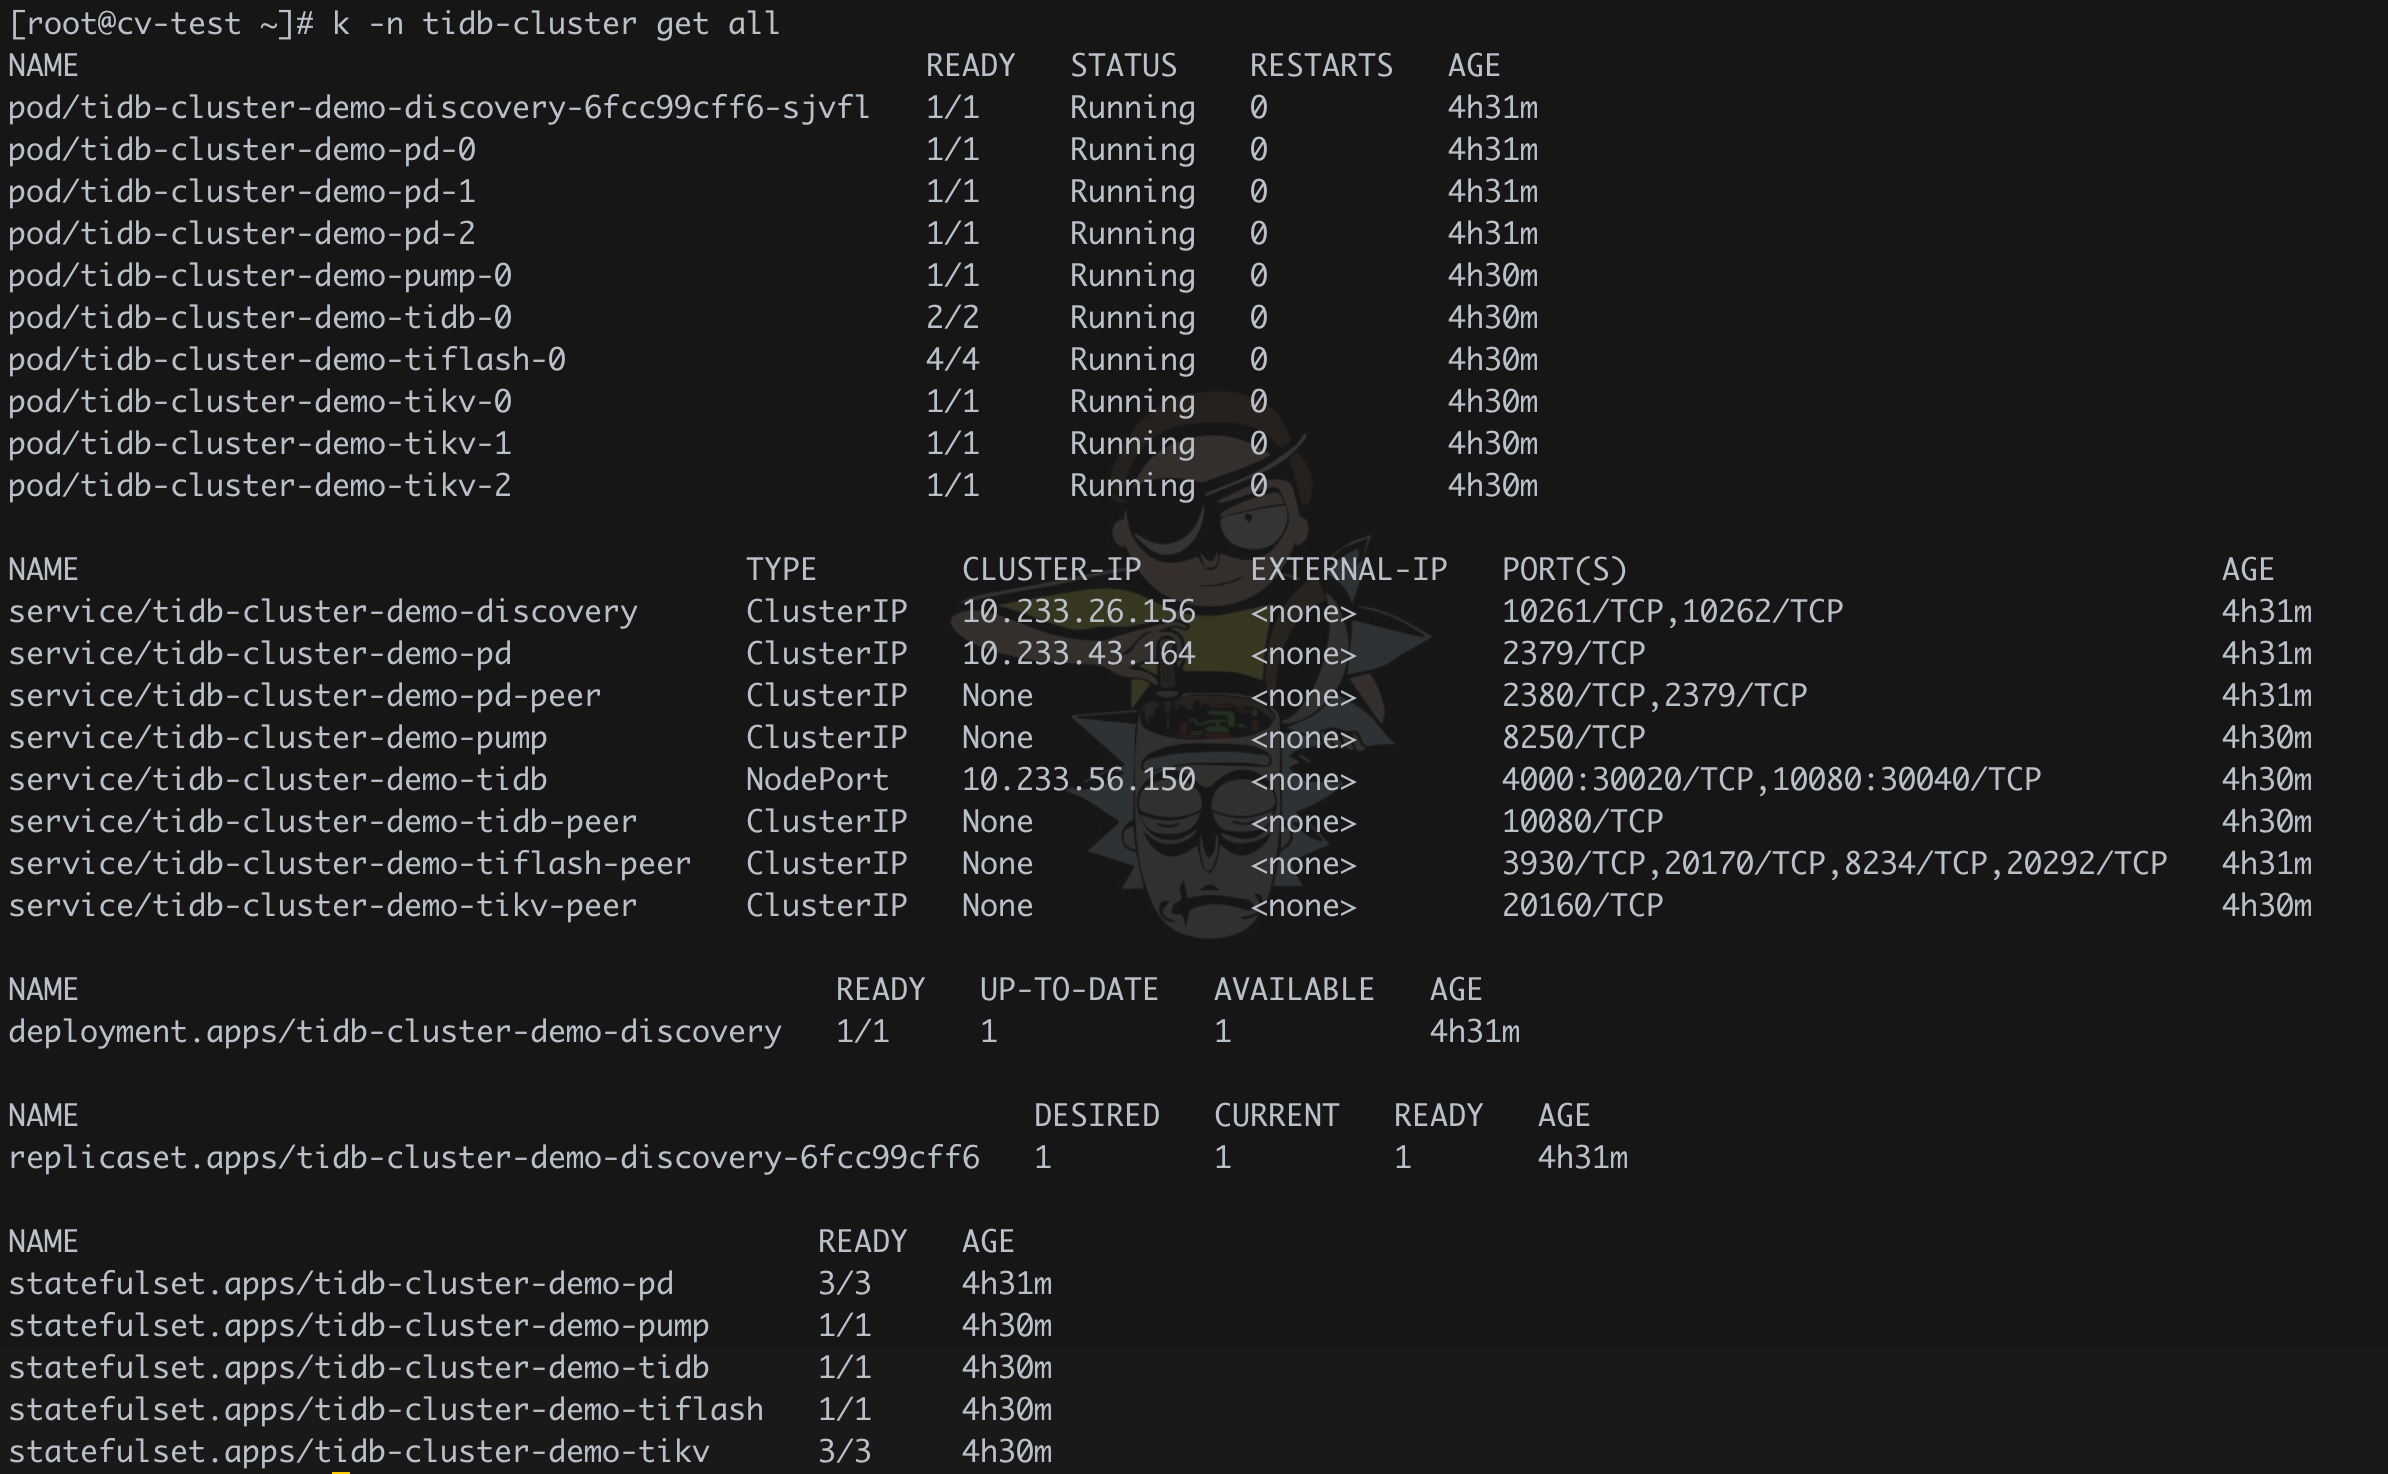 [root@cv-test ~]# k -n tidb-cluster get all
NAME READY STATUS RESTARTS AGE
pod/tidb-cluster-demo-discovery-6fcc99cff6-sjvfl 1/1 Running 0 4h31m
pod/tidb-cluster-demo-pd-0 1/1 Running 0 4h31m
pod/tidb-cluster-demo-pd-1 1/1 Running 0 4h31m
pod/tidb-cluster-demo-pd-2 1/1 Running 0 4h31m
pod/tidb-cluster-demo-pump-0 1/1 Running 0 4h30m
pod/tidb-cluster-demo-tidb-0 2/2 Running 0 4h30m
pod/tidb-cluster-demo-tiflash-0 4/4 Running 0 4h30m
pod/tidb-cluster-demo-tikv-0 1/1 Running 0 4h30m
pod/tidb-cluster-demo-tikv-1 1/1 Running 0 4h30m
pod/tidb-cluster-demo-tikv-2 1/1 Running 0 4h30m
NAME TYPE CLUSTER-IP EXTERNAL-IP PORT(S) AGE
service/tidb-cluster-demo-discovery ClusterIP 10.233.26.156 <none> 10261/TCP,10262/TCP 4h31m
service/tidb-cluster-demo-pd ClusterIP 10.233.43.164 <none> 2379/TCP 4h31m
service/tidb-cluster-demo-pd-peer ClusterIP None <none> 2380/TCP,2379/TCP 4h31m
service/tidb-cluster-demo-pump ClusterIP None <none> 8250/TCP 4h30m
service/tidb-cluster-demo-tidb NodePort 10.233.56.150 <none> 4000:30020/TCP,10080:30040/TCP 4h30m
service/tidb-cluster-demo-tidb-peer ClusterIP None <none> 10080/TCP 4h30m
service/tidb-cluster-demo-tiflash-peer ClusterIP None <none> 3930/TCP,20170/TCP,8234/TCP,20292/TCP 4h31m
service/tidb-cluster-demo-tikv-peer ClusterIP None <none> 20160/TCP 4h30m
NAME READY UP-TO-DATE AVAILABLE AGE
deployment.apps/tidb-cluster-demo-discovery 1/1 1 1 4h31m
NAME DESIRED CURRENT READY AGE
replicaset.apps/tidb-cluster-demo-discovery-6fcc99cff6 1 1 1 4h31m
NAME READY AGE
statefulset.apps/tidb-cluster-demo-pd 3/3 4h31m
statefulset.apps/tidb-cluster-demo-pump 1/1 4h30m
statefulset.apps/tidb-cluster-demo-tidb 1/1 4h30m
statefulset.apps/tidb-cluster-demo-tiflash 1/1 4h30m
statefulset.apps/tidb-cluster-demo-tikv 3/3 4h30m